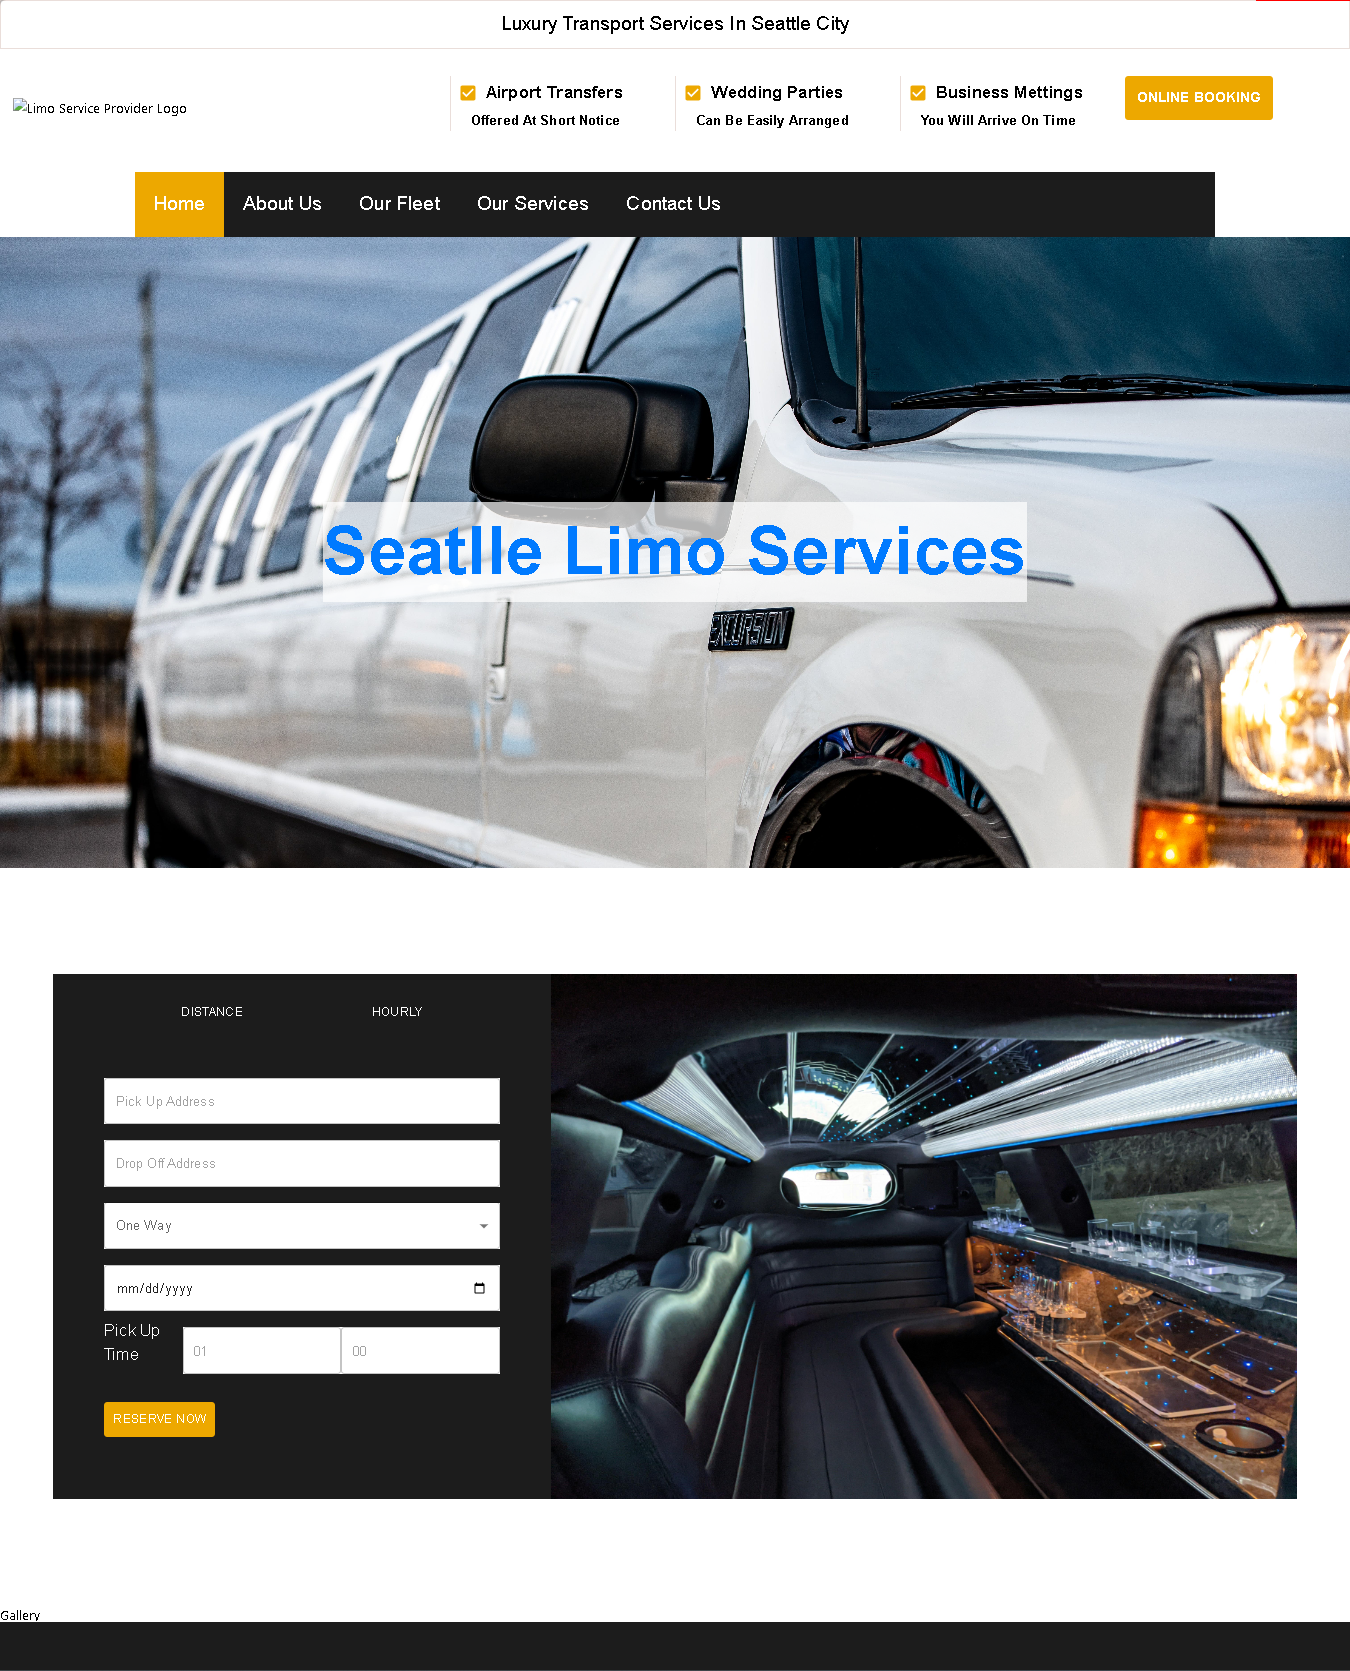 Luxury Transport Services In Seattle City
Limo Service Provider Logo
Airport Transfers
Offered At Short Notice
Wedding Parties
Can Be Easily Arranged
Business Mettings
You Will Arrive On Time
ONLINE BOOKING
Home About Us Our Fleet Our Services Contact Us
Seatlle Limo Services
EXCURSION
DISTANCE HOURLY
Pick Up Address
Drop Off Address
One Way
mm/dd/yyyy
Pick Up
Time
01 00
RESERVE NOW
Gallery